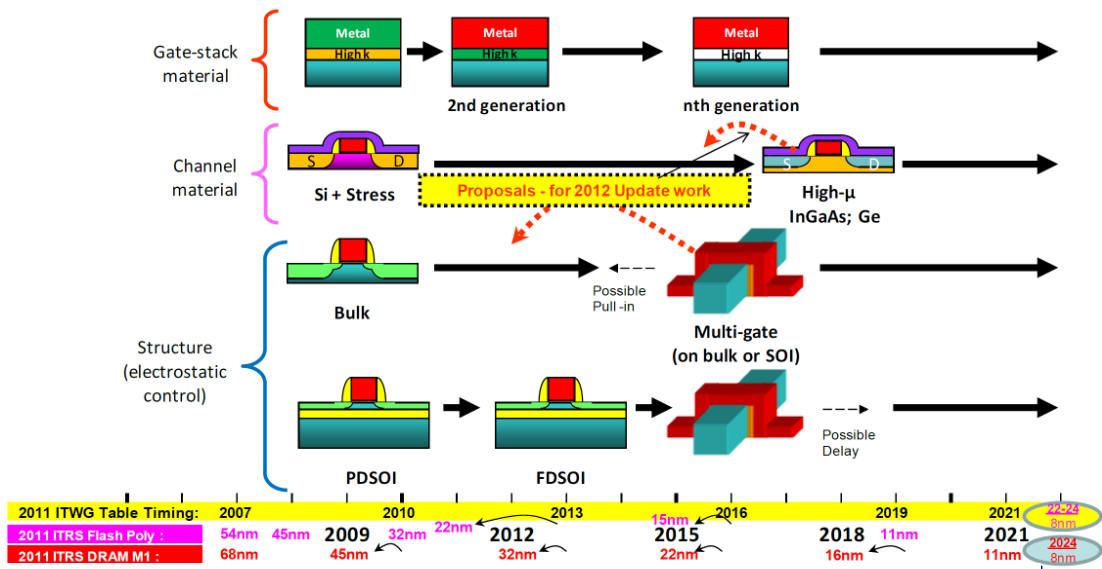 Gate-stack
material
Metal
High k
Metal
High k
2nd generation
Metal
High k
nth generation
Channel
material
S
D
Si + Stress
Proposals - for 2012 Update work
S
D
High-μ
InGaAs; Ge
Structure
(electrostatic
control)
Bulk
Possible
Pull -in
Multi-gate
(on bulk or SOI)
PDSOI
FDSOI
Possible
Delay
2011 ITWG Table Timing: 2007 2010 2013 2016 2019 2021 22-24
2011 ITRS Flash Poly : 54nm 45nm 2009 32nm 22nm 2012 15nm 2015 2018 11nm 2021 8nm
2011 ITRS DRAM M1 : 68nm 45nm 32nm 22nm 16nm 11nm 2024
8nm